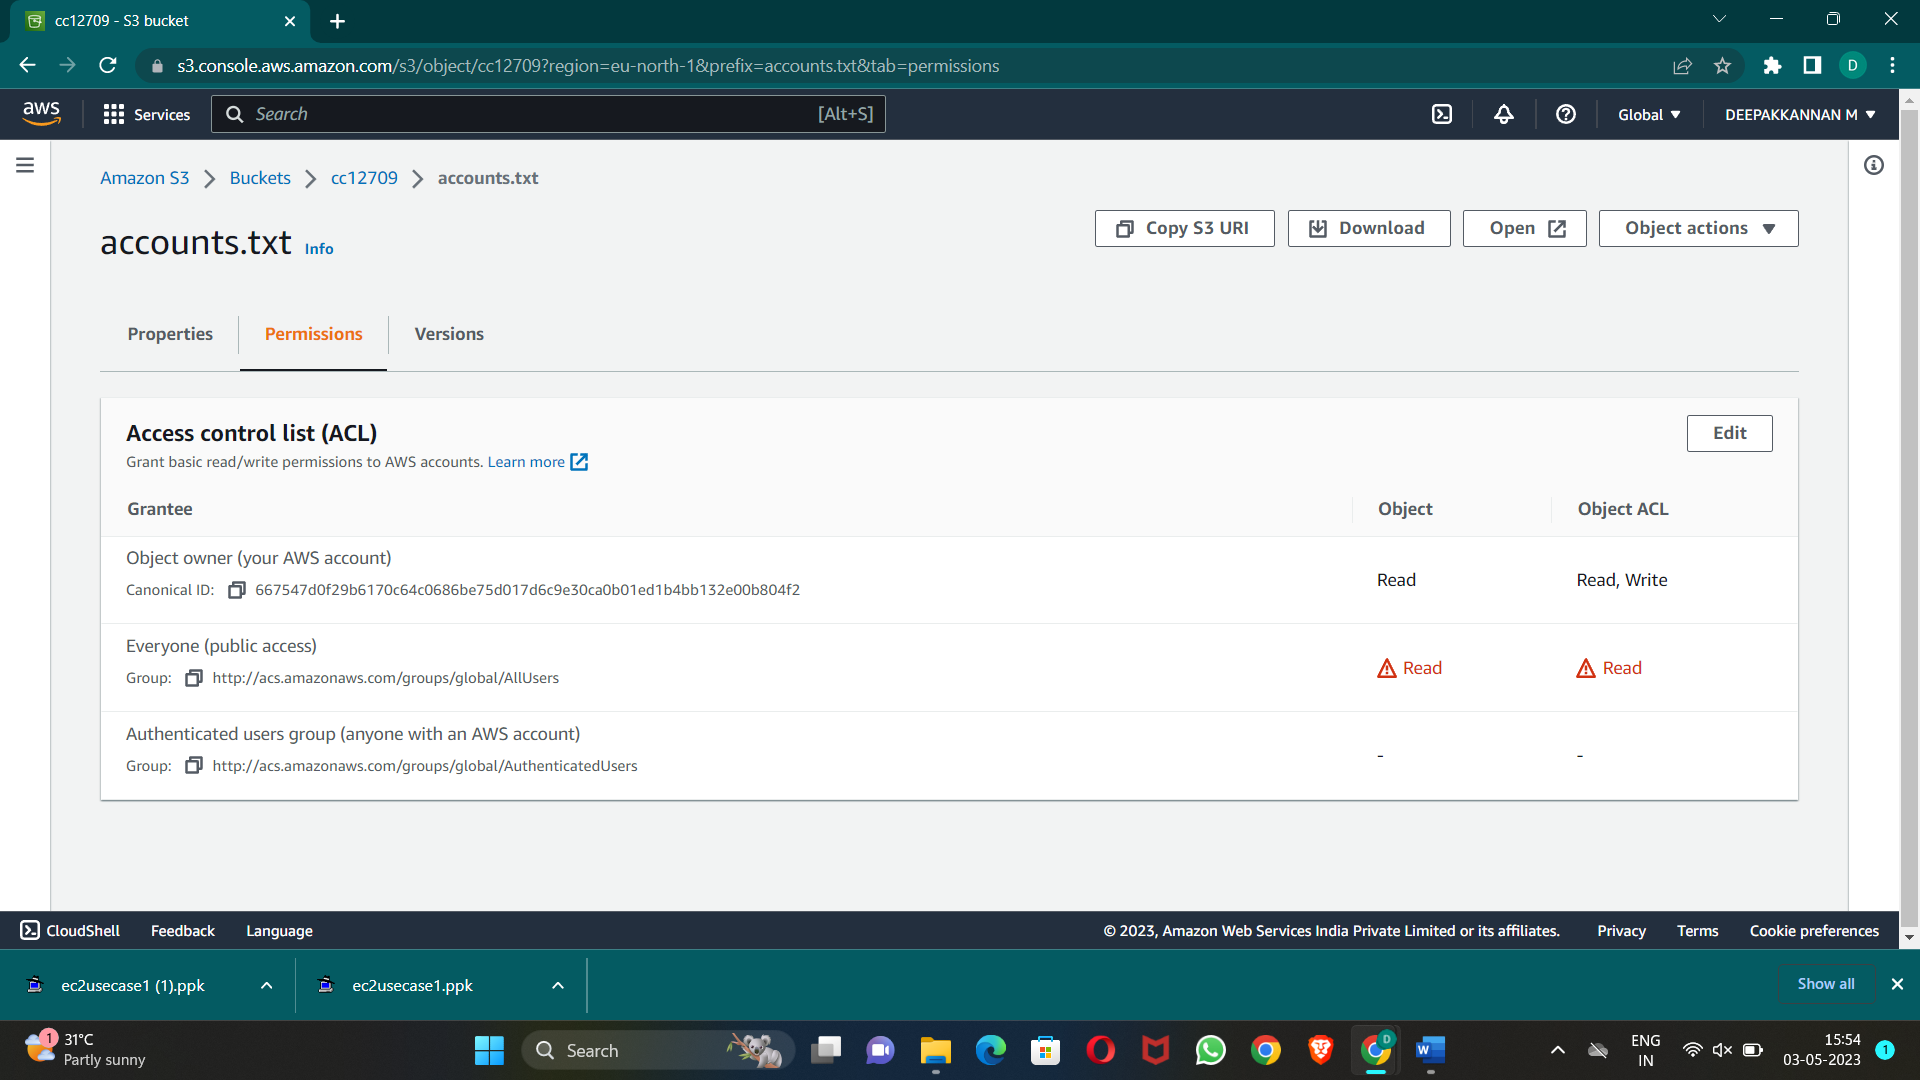 cc12709 - S3 bucket
s3.console.aws.amazon.com/s3/object/cc12709?region=eu-north-1&prefix=accounts.txt&tab=permissions
D
aws
Services
Search
[Alt+S]
Global
DEEPAKKANNAN M
Amazon S3
Buckets
cc12709
accounts.txt
accounts.txt
Info
Copy S3 URI
Download
Open
Object actions
Properties
Permissions
Versions
Access control list (ACL)
Edit
Grant basic read/write permissions to AWS accounts. Learn more
Grantee
Object
Object ACL
Object owner (your AWS account)
Canonical ID: 667547d0f29b6170c64c0686be75d017d6c9e30ca0b01ed1b4bb132e00b804f2
Read
Read, Write
Everyone (public access)
Group: http://acs.amazonaws.com/groups/global/AllUsers
Read
Read
Authenticated users group (anyone with an AWS account)
Group: http://acs.amazonaws.com/groups/global/AuthenticatedUsers
-
-
CloudShell
Feedback
Language
© 2023, Amazon Web Services India Private Limited or its affiliates.
Privacy
Terms
Cookie preferences
ec2usecase1 (1).ppk
ec2usecase1.ppk
Show all
1
31°C
Partly sunny
Search
D
W
ENG
IN
15:54
03-05-2023
1